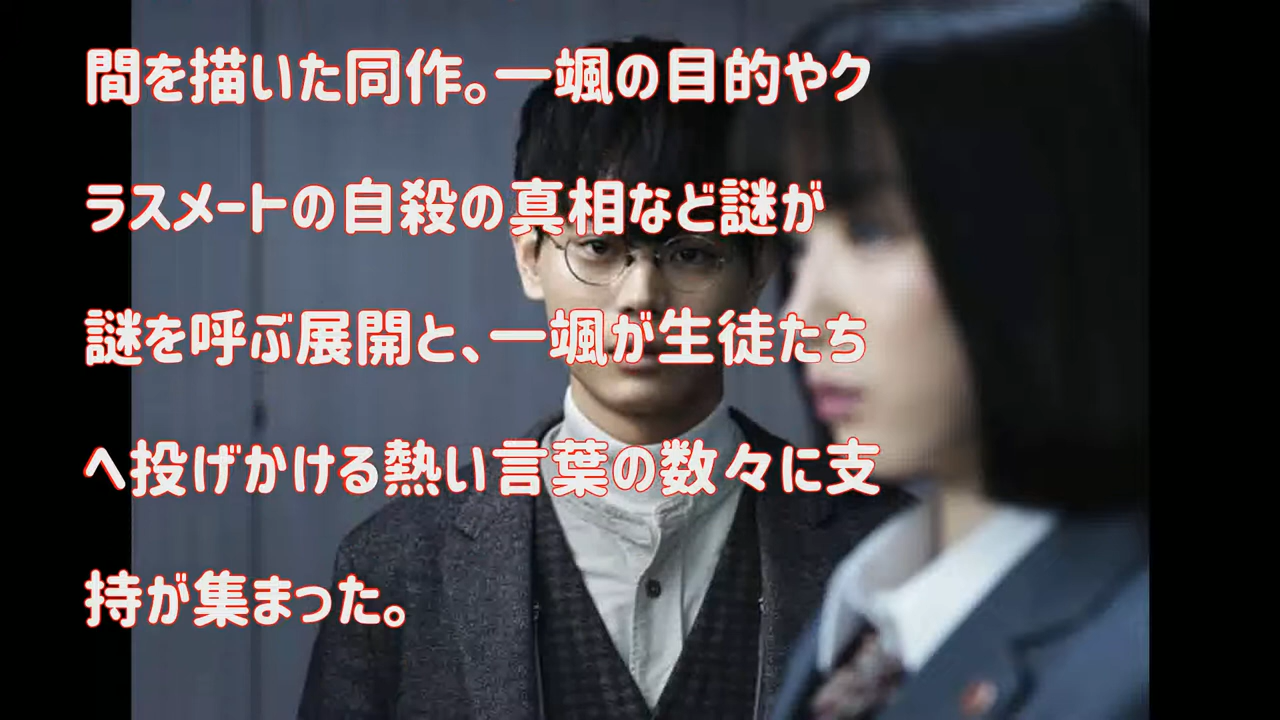 間を描いた同作。一颯の目的やク
ラスメートの自殺の真相など謎が
謎を呼ぶ展開と、一颯が生徒たち
へ投げかける熱い言葉の数々に支
持が集まった。